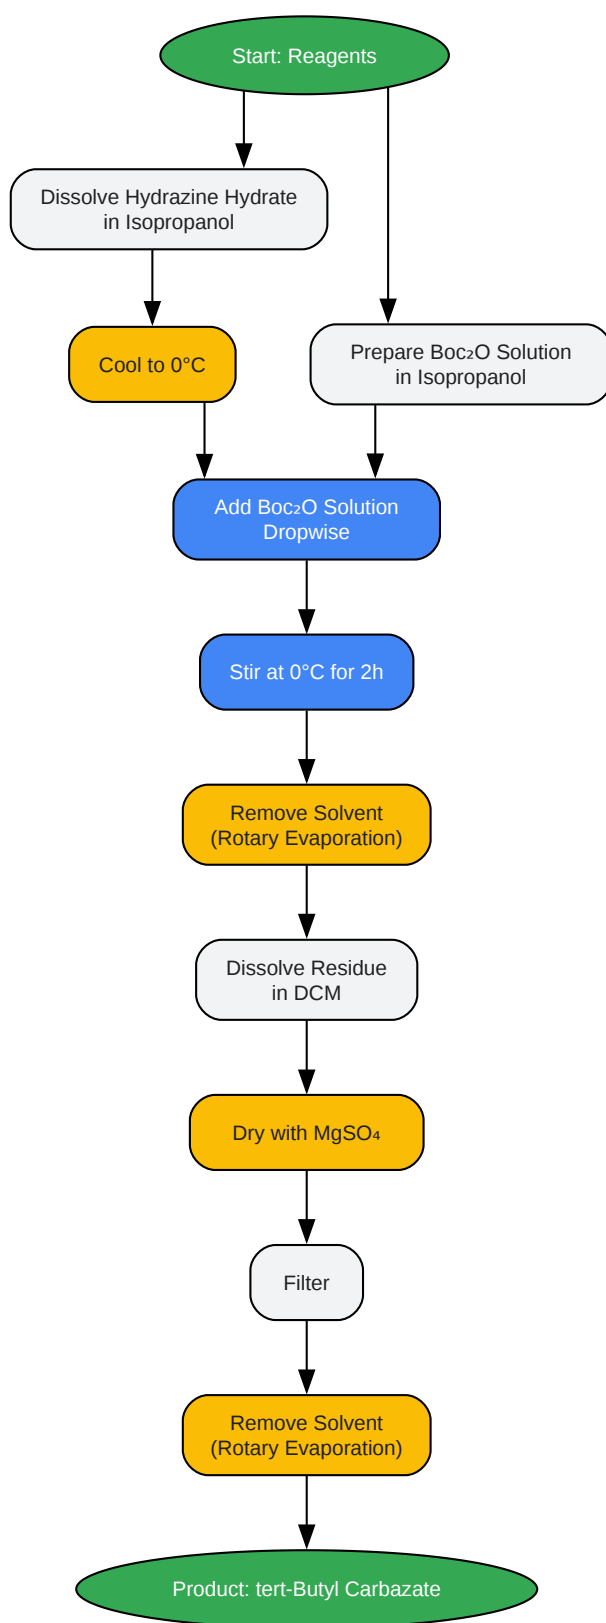 Start: Reagents
Dissolve Hydrazine Hydrate
in Isopropanol
Cool to 0°C
Prepare Boc₂O Solution
in Isopropanol
Add Boc₂O Solution
Dropwise
Stir at 0°C for 2h
Remove Solvent
(Rotary Evaporation)
Dissolve Residue
in DCM
Dry with MgSO₄
Filter
Remove Solvent
(Rotary Evaporation)
Product: tert-Butyl Carbazate